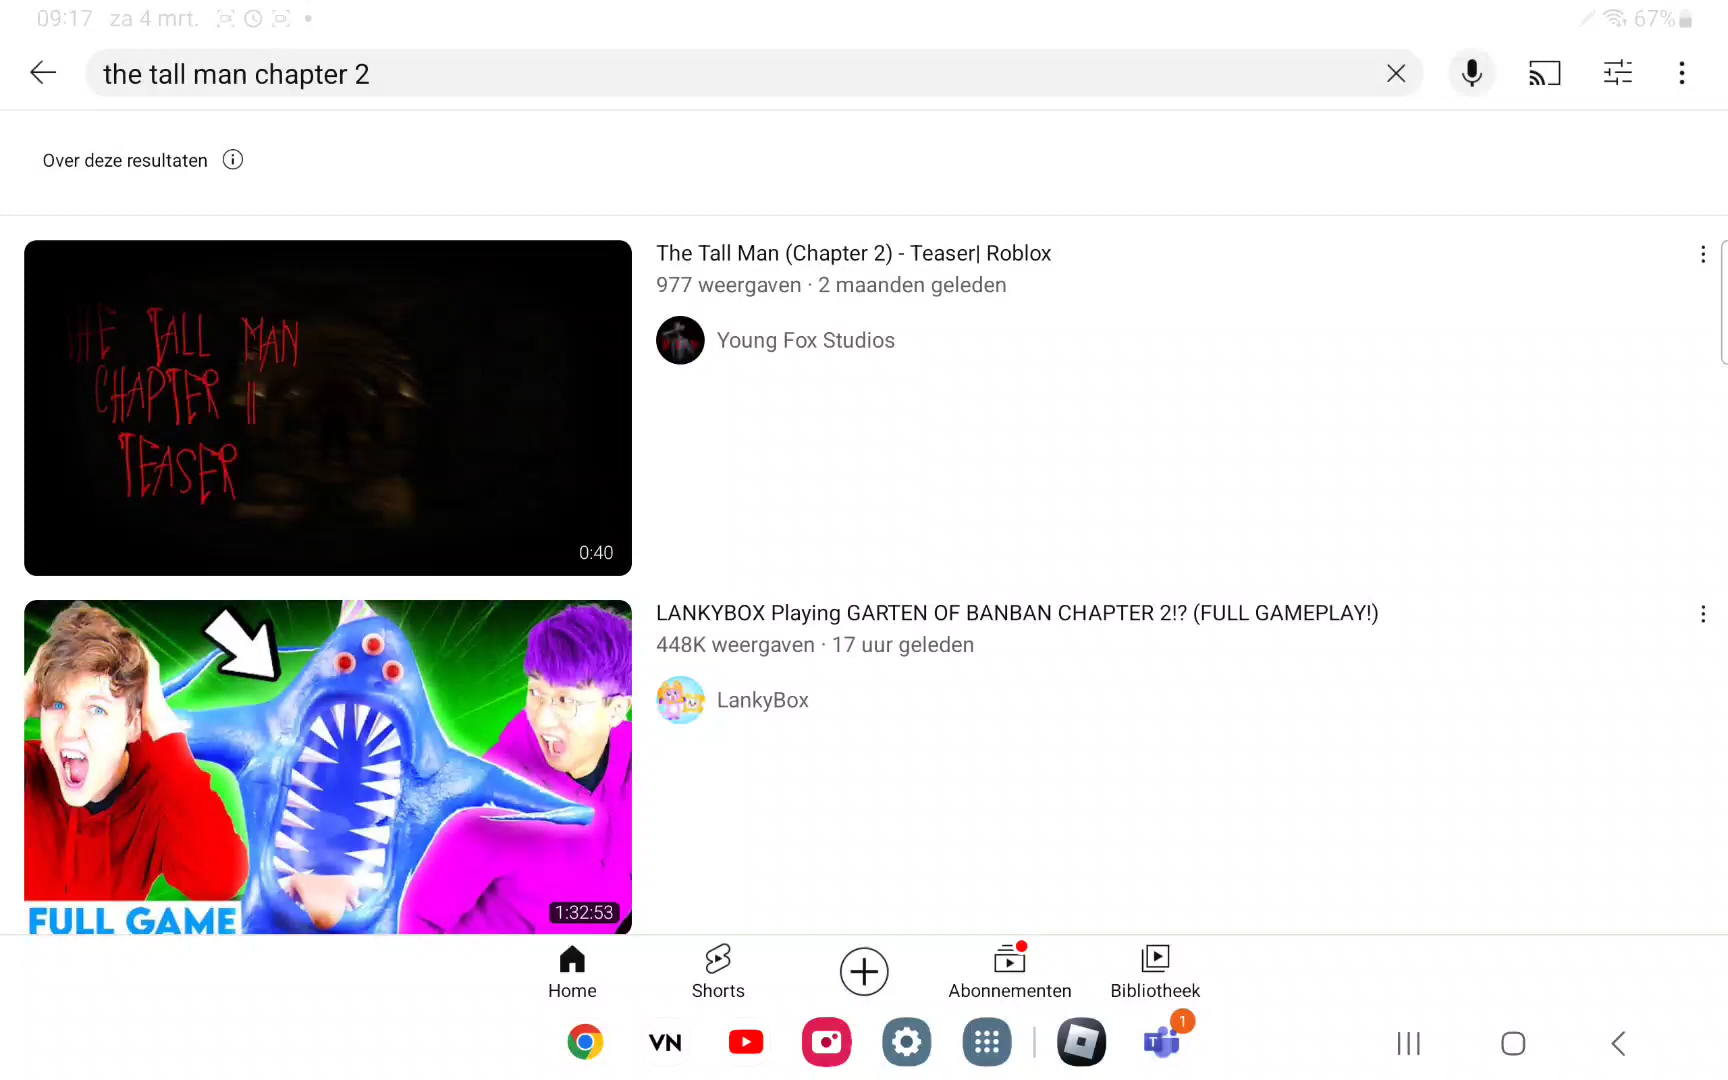 09:17 za 4 mrt.
67%
the tall man chapter 2
Over deze resultaten
THE TALL MAN
CHAPTER II
TEASER
0:40
The Tall Man (Chapter 2) - Teaser| Roblox
977 weergaven · 2 maanden geleden
Young Fox Studios
FULL GAME
1:32:53
LANKYBOX Playing GARTEN OF BANBAN CHAPTER 2!? (FULL GAMEPLAY!)
448K weergaven · 17 uur geleden
LankyBox
Home
Shorts
Abonnementen
Bibliotheek
VN
T
1